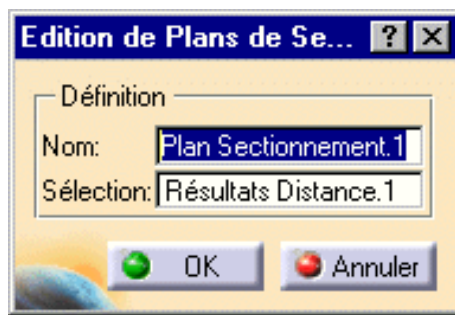 Edition de Plans de Se... ? X
Définition
Nom: Plan Sectionnement.1
Sélection: Résultats Distance.1
OK Annuler